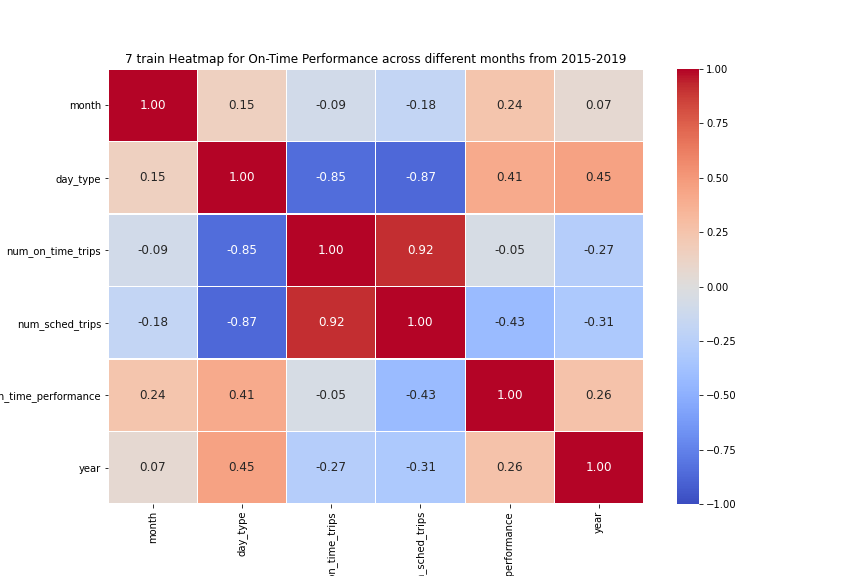 7 train Heatmap for On-Time Performance across different months from 2015-2019
month 1.00 0.15 -0.09 -0.18 0.24 0.07
day_type 0.15 1.00 -0.85 -0.87 0.41 0.45
num_on_time_trips -0.09 -0.85 1.00 0.92 -0.05 -0.27
num_sched_trips -0.18 -0.87 0.92 1.00 -0.43 -0.31
n_time_performance 0.24 0.41 -0.05 -0.43 1.00 0.26
year 0.07 0.45 -0.27 -0.31 0.26 1.00
month
day_type
on_time_trips
_sched_trips
performance
year
1.00
0.75
0.50
0.25
0.00
−0.25
−0.50
−0.75
−1.00